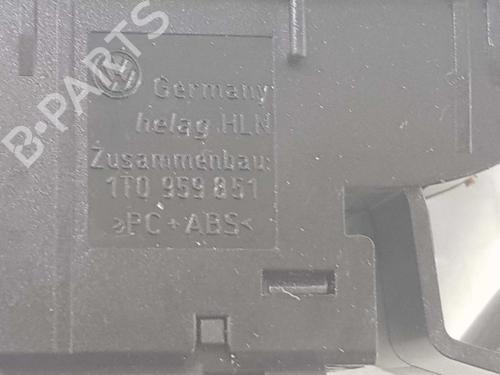 B-PARTS
Germany
helag HLN
Zusammenbau:
1T0 959 851
>PC+ABS<